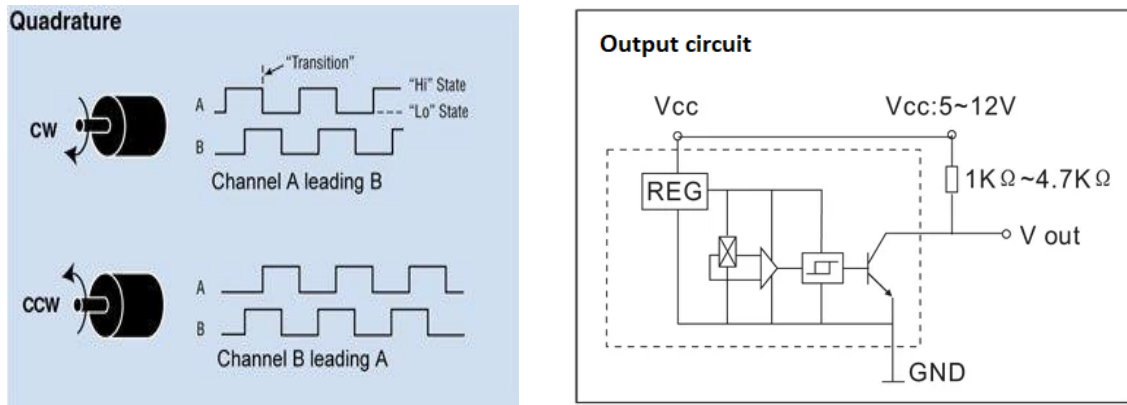 Quadrature
"Transition"
"Hi" State
A
"Lo" State
CW
B
Channel A leading B
A
CCW
B
Channel B leading A
Output circuit
Vcc
Vcc:5~12V
REG
1KΩ~4.7KΩ
V out
GND